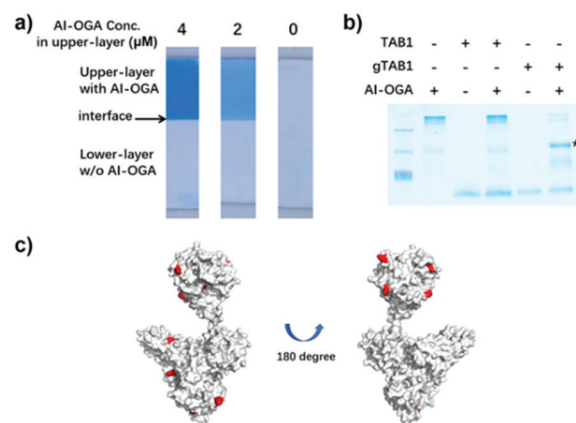 a)
AI-OGA Conc.
in upper-layer (μM)
4 2 0
Upper-layer
with AI-OGA
interface
Lower-layer
w/o AI-OGA
b)
TAB1 - + + - -
gTAB1 - - - + +
AI-OGA + - + - +
*
c)
180 degree